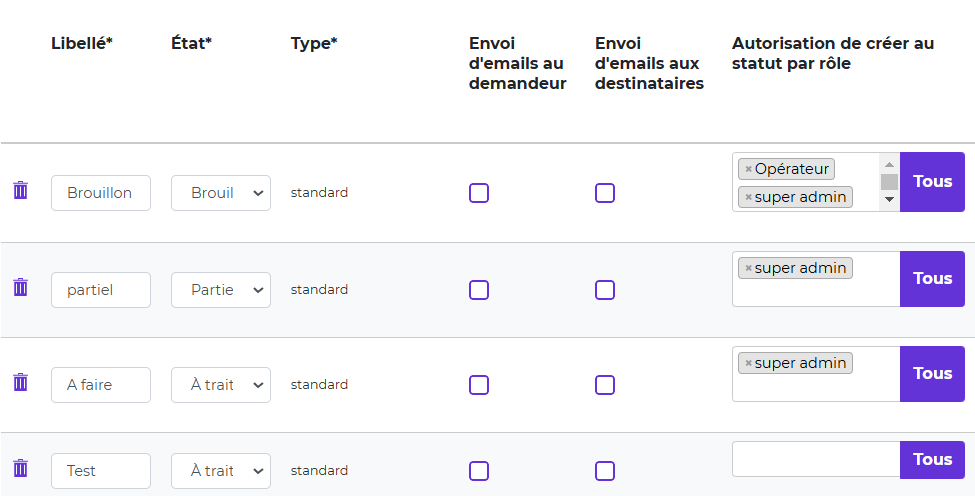 Libellé* État* Type* Envoi d'emails au demandeur Envoi d'emails aux destinataires Autorisation de créer au statut par rôle
Brouillon Brouil standard × Opérateur × super admin Tous
partiel Partie standard × super admin Tous
A faire À trait standard × super admin Tous
Test À trait standard Tous